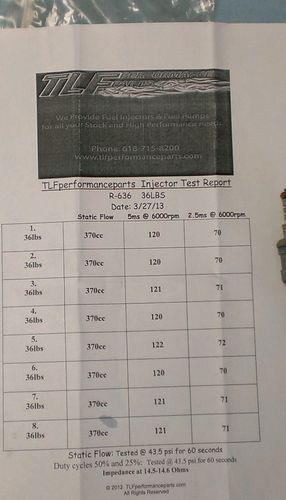 TLF PERFORMANCE PARTS
We Provide Fuel Injectors & Fuel Pumps
for all your Stock and High Performance needs.
Phone: 618-715-8200
www.tlfperformanceparts.com
TLFperformanceparts Injector Test Report
R-636 36LBS
Date: 3/27/13
Static Flow 5ms @ 6000rpm 2.5ms @ 6000rpm
1.
36lbs 370cc 120 70
2.
36lbs 370cc 120 70
3.
36lbs 370cc 121 71
4.
36lbs 370cc 120 70
5.
36lbs 370cc 122 72
6.
36lbs 370cc 120 70
7.
36lbs 370cc 121 71
8.
36lbs 370cc 121 71
Static Flow: Tested @ 43.5 psi for 60 seconds
Duty cycles 50% and 25%: Tested @ 43.5 psi for 60 seconds
Impedance at 14.5-14.6 Ohms
© 2012 TLFperformanceparts.com
All Rights Reserved